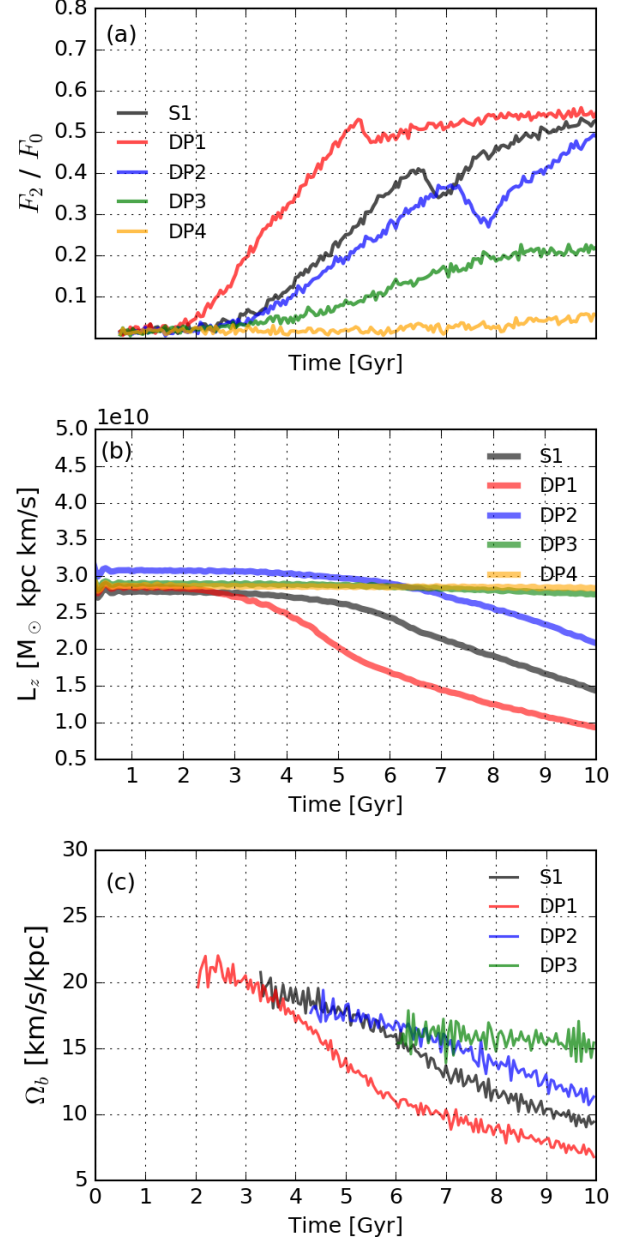 0.8
(a)
0.7
0.6
S1
0.5
DP1
DP2
0.4
DP3
0.3
DP4
0.2
0.1
F2 / F0
Time [Gyr]
1e10
5.0
(b)
S1
4.5
DP1
4.0
DP2
3.5
DP3
3.0
DP4
2.5
2.0
1.5
1.0
0.5
L_z [M⊙ kpc km/s]
1 2 3 4 5 6 7 8 9 10
Time [Gyr]
30
(c)
S1
DP1
25
DP2
DP3
20
15
10
5
Ω_b [km/s/kpc]
0 1 2 3 4 5 6 7 8 9 10
Time [Gyr]